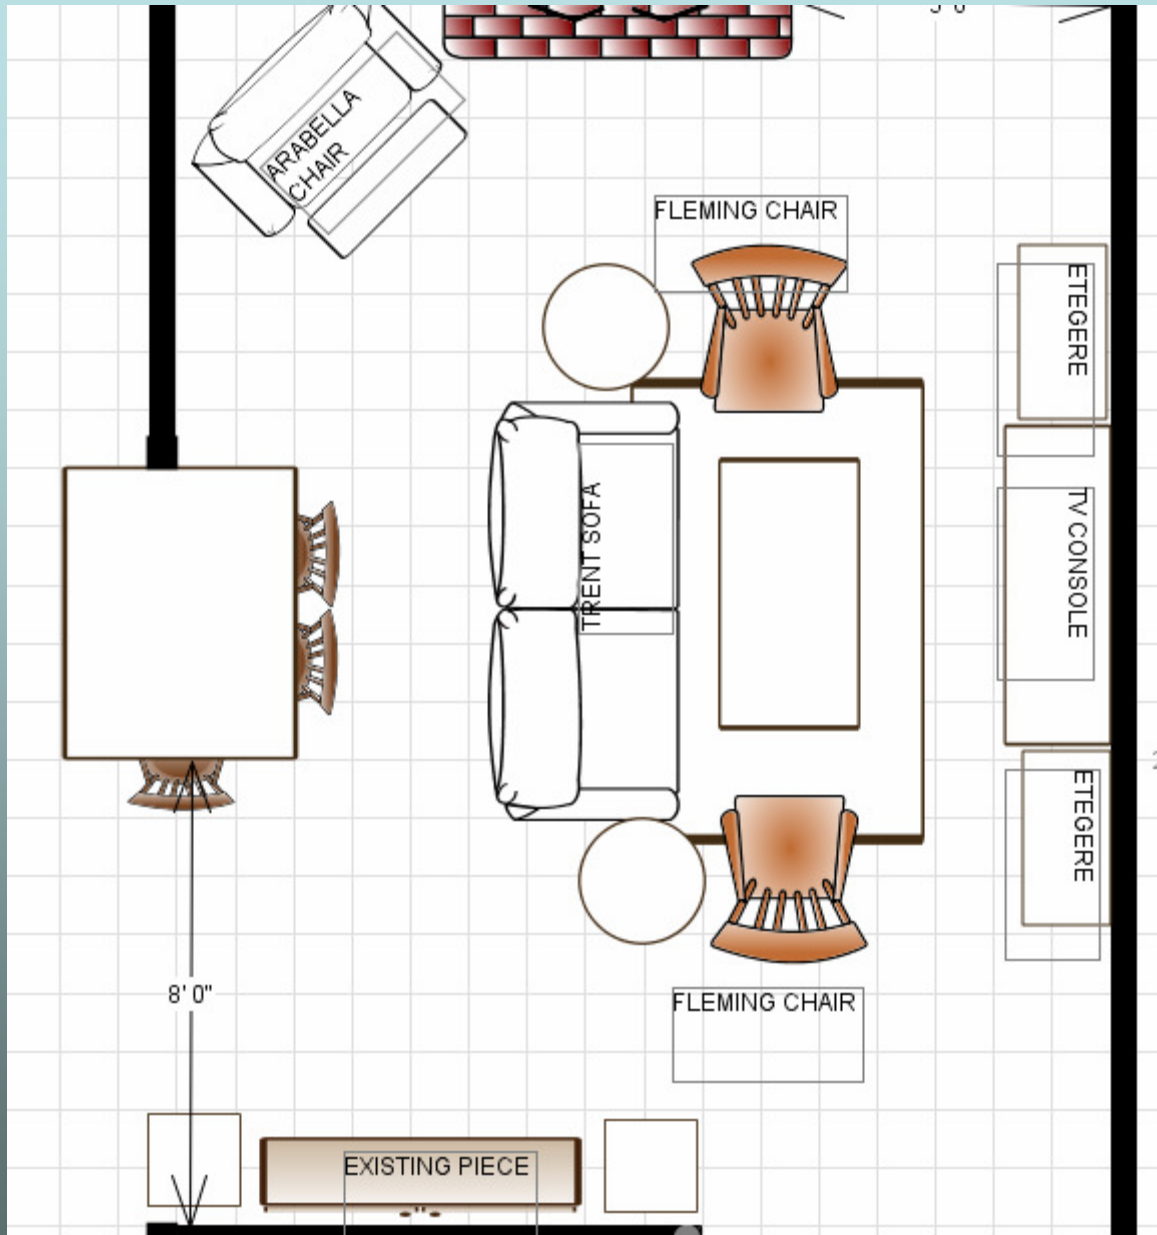 ARABELLA
CHAIR
FLEMING CHAIR
ETEGERE
TRENT SOFA
TV CONSOLE
ETEGERE
8' 0"
FLEMING CHAIR
EXISTING PIECE